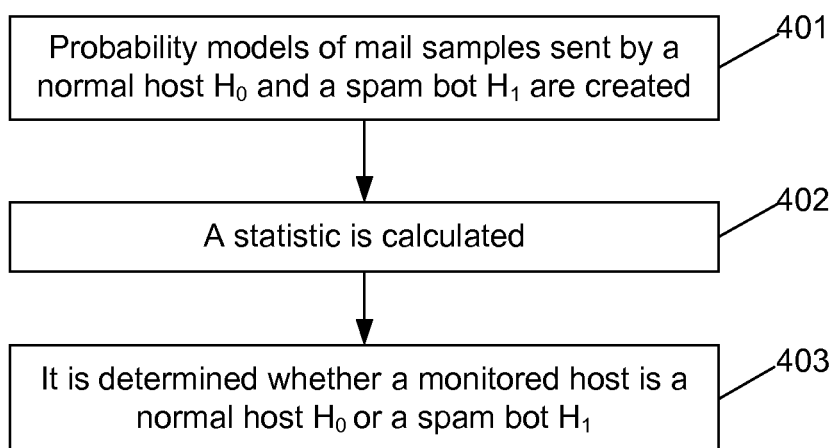 Probability models of mail samples sent by a
normal host H₀ and a spam bot H₁ are created
401
A statistic is calculated
402
It is determined whether a monitored host is a
normal host H₀ or a spam bot H₁
403